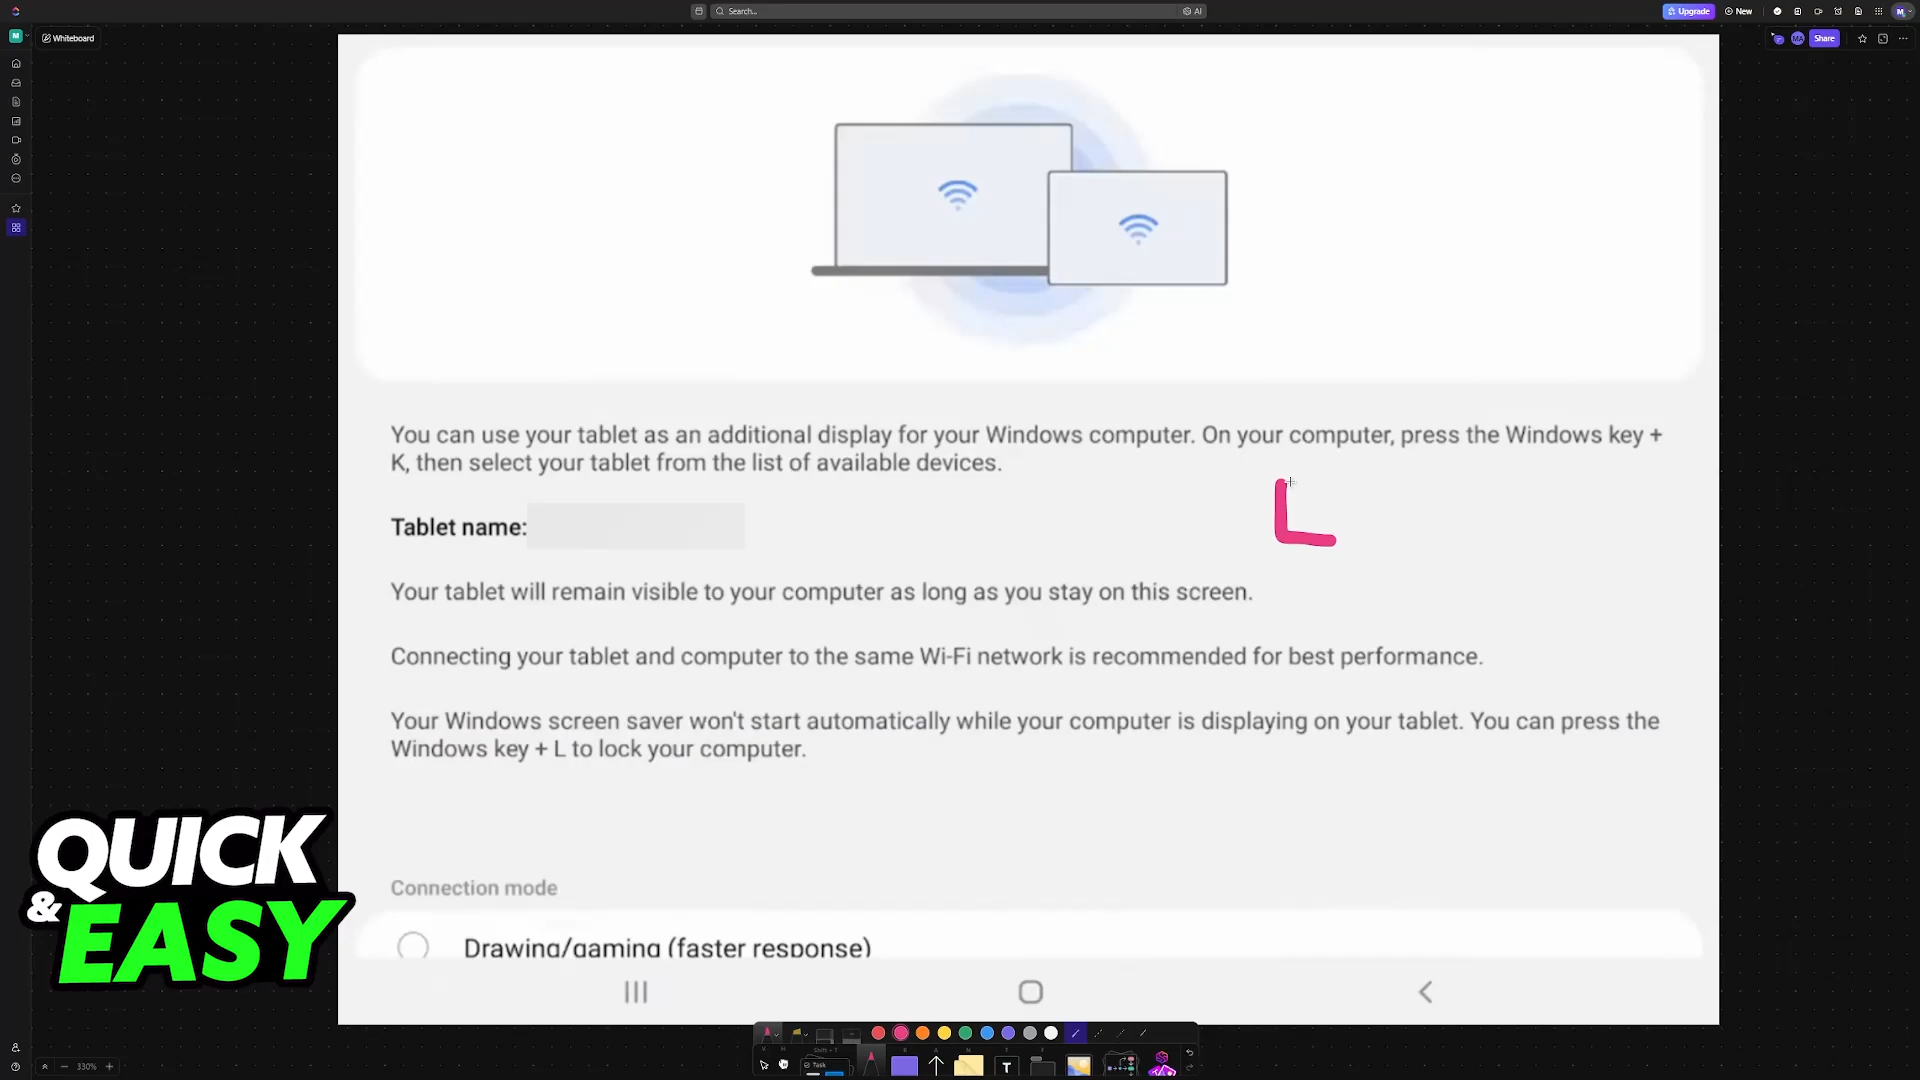 Search...
AI
Upgrade
New
M
M
Whiteboard
MA
Share
You can use your tablet as an additional display for your Windows computer. On your computer, press the Windows key +
K, then select your tablet from the list of available devices.
Tablet name:
Your tablet will remain visible to your computer as long as you stay on this screen.
Connecting your tablet and computer to the same Wi-Fi network is recommended for best performance.
Your Windows screen saver won't start automatically while your computer is displaying on your tablet. You can press the
Windows key + L to lock your computer.
Connection mode
Drawing/gaming (faster response)
QUICK
& EASY
Shift + T
Task
T
330%